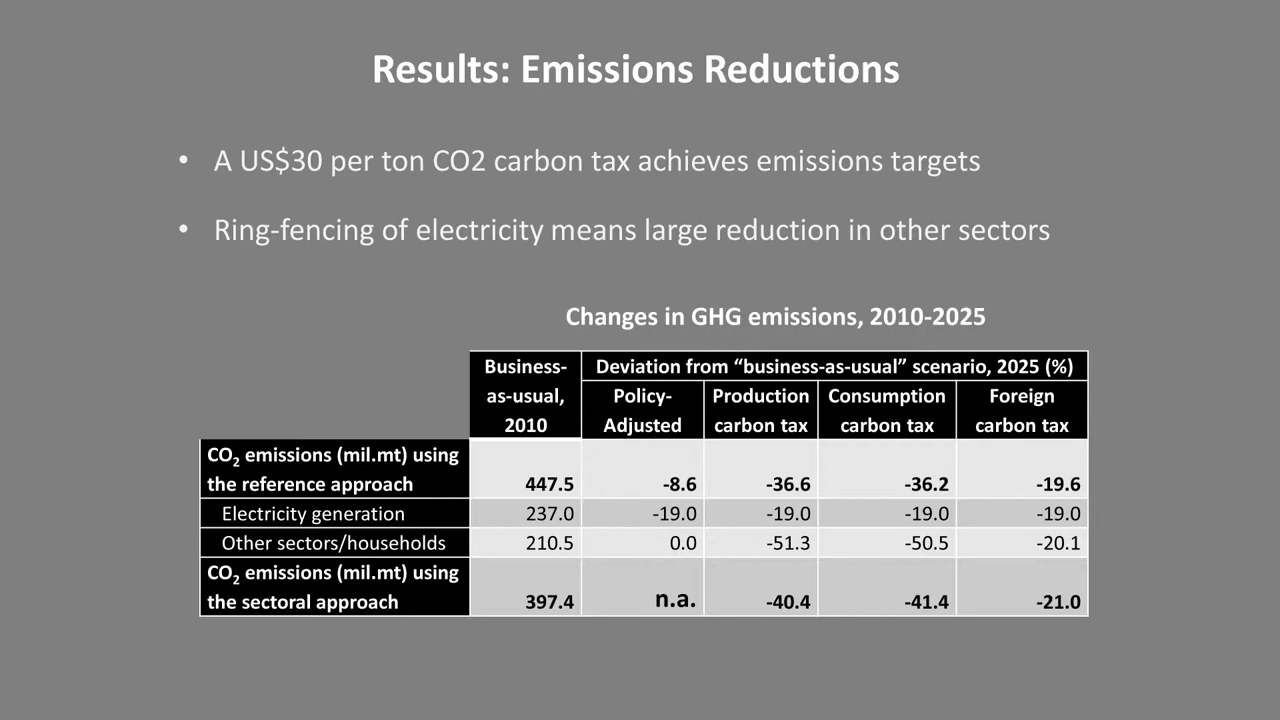 Results: Emissions Reductions
• A US$30 per ton CO2 carbon tax achieves emissions targets
• Ring-fencing of electricity means large reduction in other sectors
Changes in GHG emissions, 2010-2025
Business-as-usual, 2010 Deviation from “business-as-usual” scenario, 2025 (%)
Policy-Adjusted Production carbon tax Consumption carbon tax Foreign carbon tax
CO2 emissions (mil.mt) using
the reference approach 447.5 -8.6 -36.6 -36.2 -19.6
Electricity generation 237.0 -19.0 -19.0 -19.0 -19.0
Other sectors/households 210.5 0.0 -51.3 -50.5 -20.1
CO2 emissions (mil.mt) using
the sectoral approach 397.4 n.a. -40.4 -41.4 -21.0